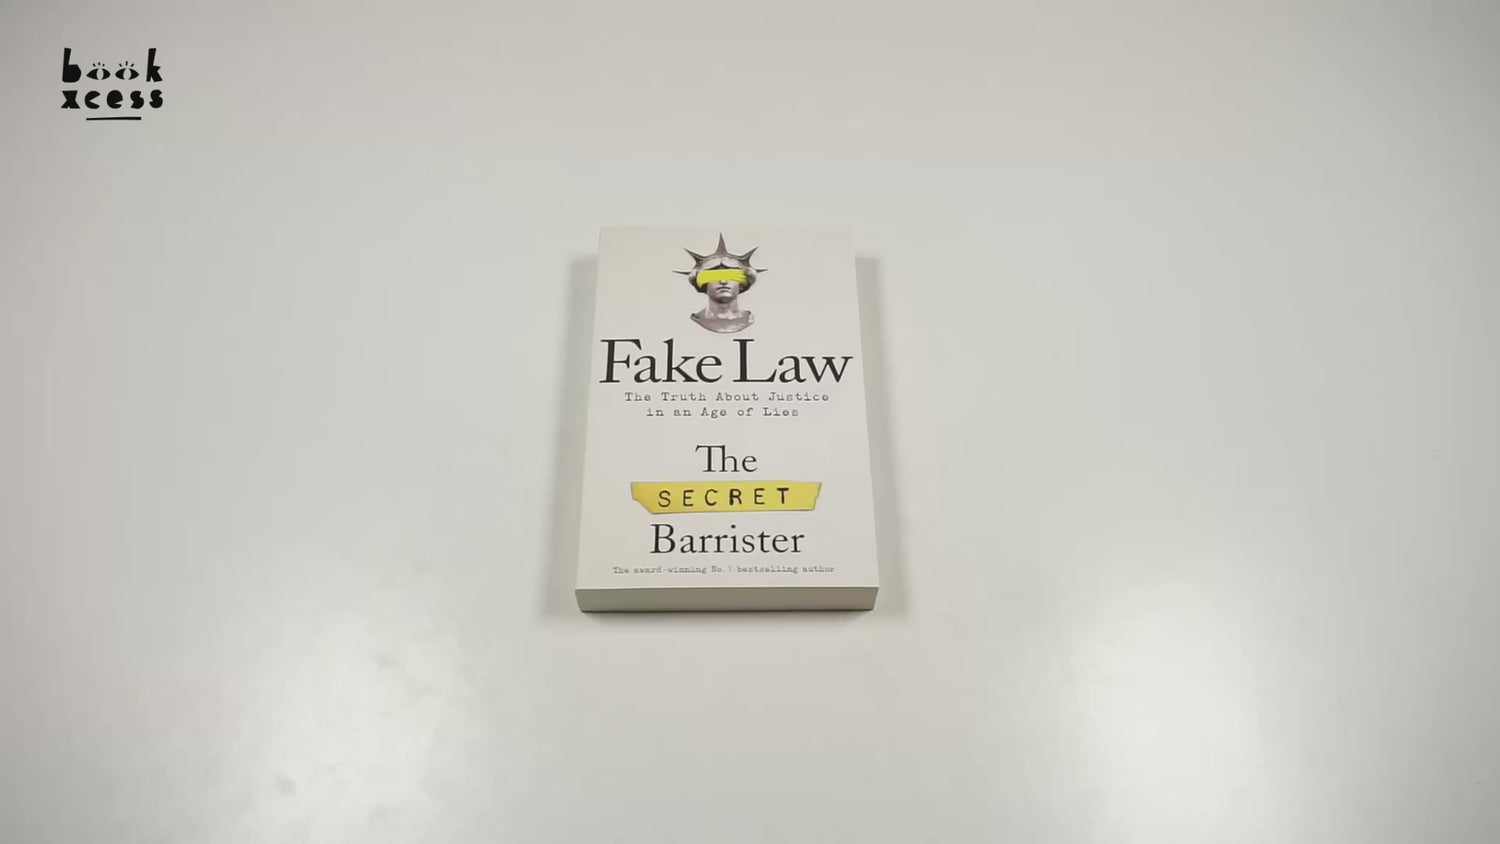 book
xcess
Fake Law
The Truth About Justice
in an Age of Lies
The
SECRET
Barrister
The award-winning No.1 bestselling author